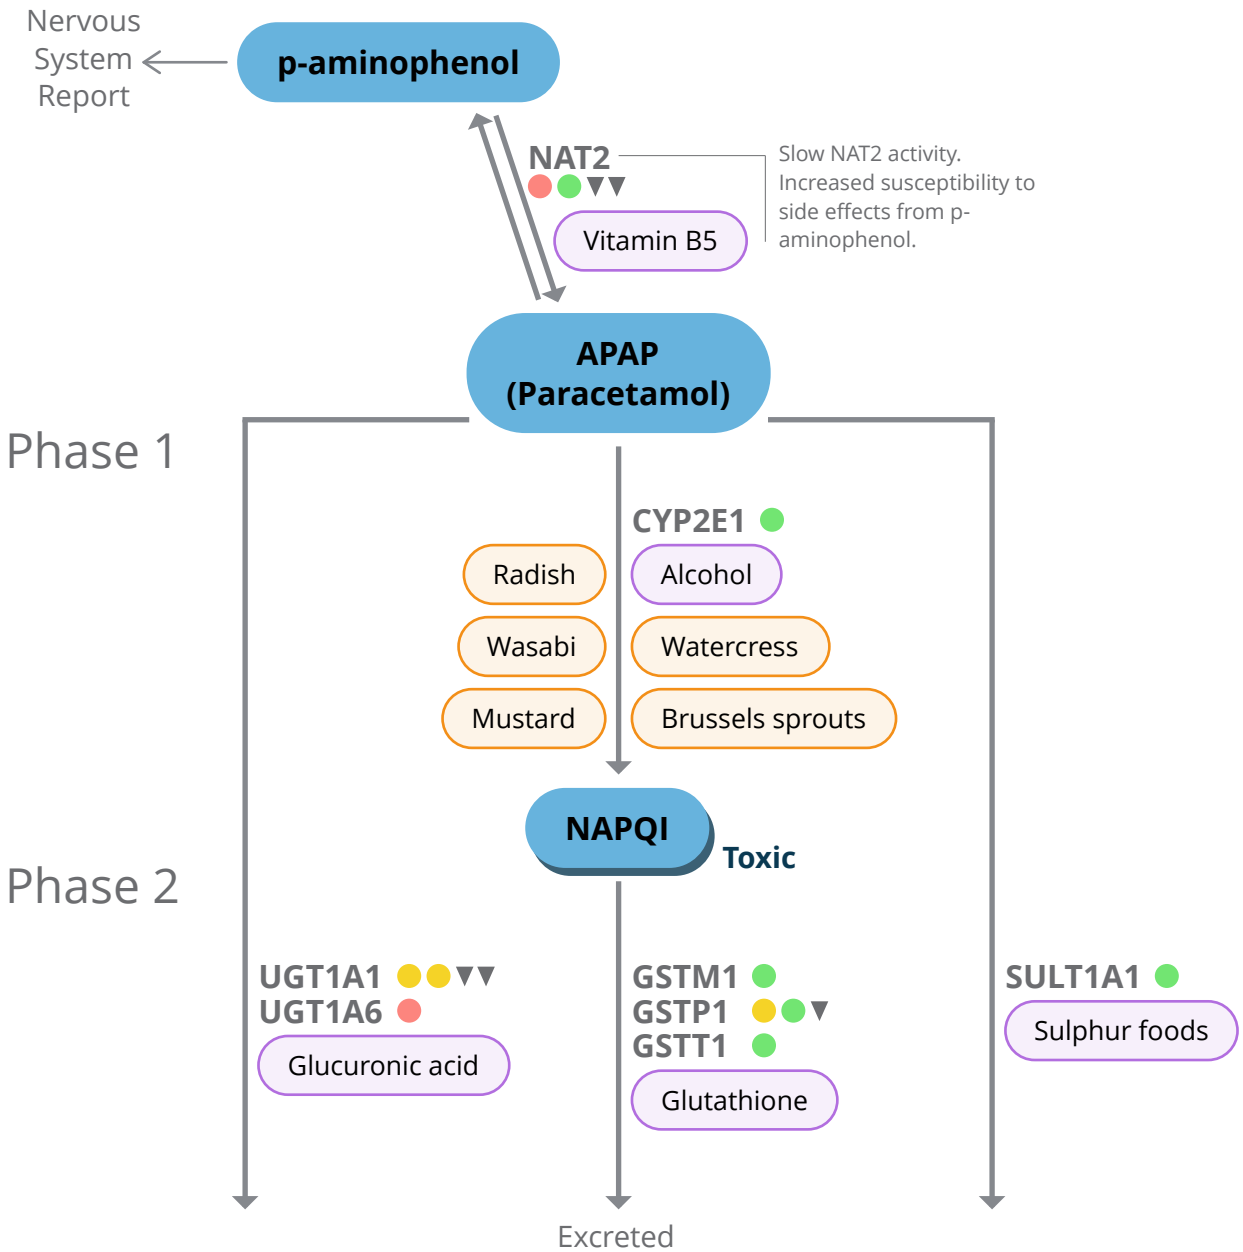 Nervous
System
Report
p-aminophenol
NAT2
Slow NAT2 activity.
Increased susceptibility to
side effects from p-
aminophenol.
Vitamin B5
APAP
(Paracetamol)
Phase 1
CYP2E1
Radish
Alcohol
Wasabi
Watercress
Mustard
Brussels sprouts
NAPQI
Toxic
Phase 2
UGT1A1
UGT1A6
Glucuronic acid
GSTM1
GSTP1
GSTT1
Glutathione
SULT1A1
Sulphur foods
Excreted